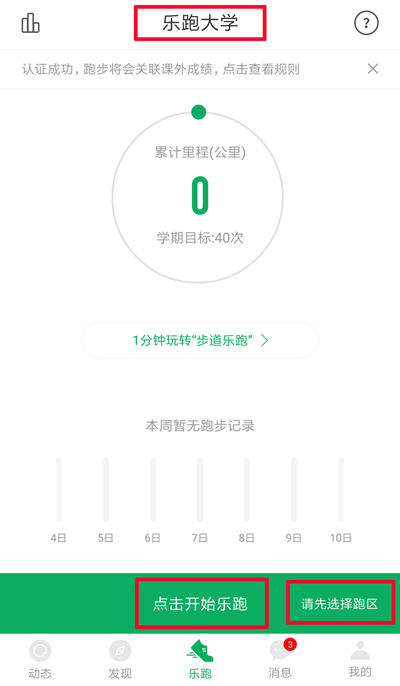 乐跑大学
?
认证成功，跑步将会关联课外成绩，点击查看规则
累计里程(公里)
0
学期目标:40次
1分钟玩转“步道乐跑”
本周暂无跑步记录
4日 5日 6日 7日 8日 9日 10日
点击开始乐跑 请先选择跑区
3
动态 发现 乐跑 消息 我的